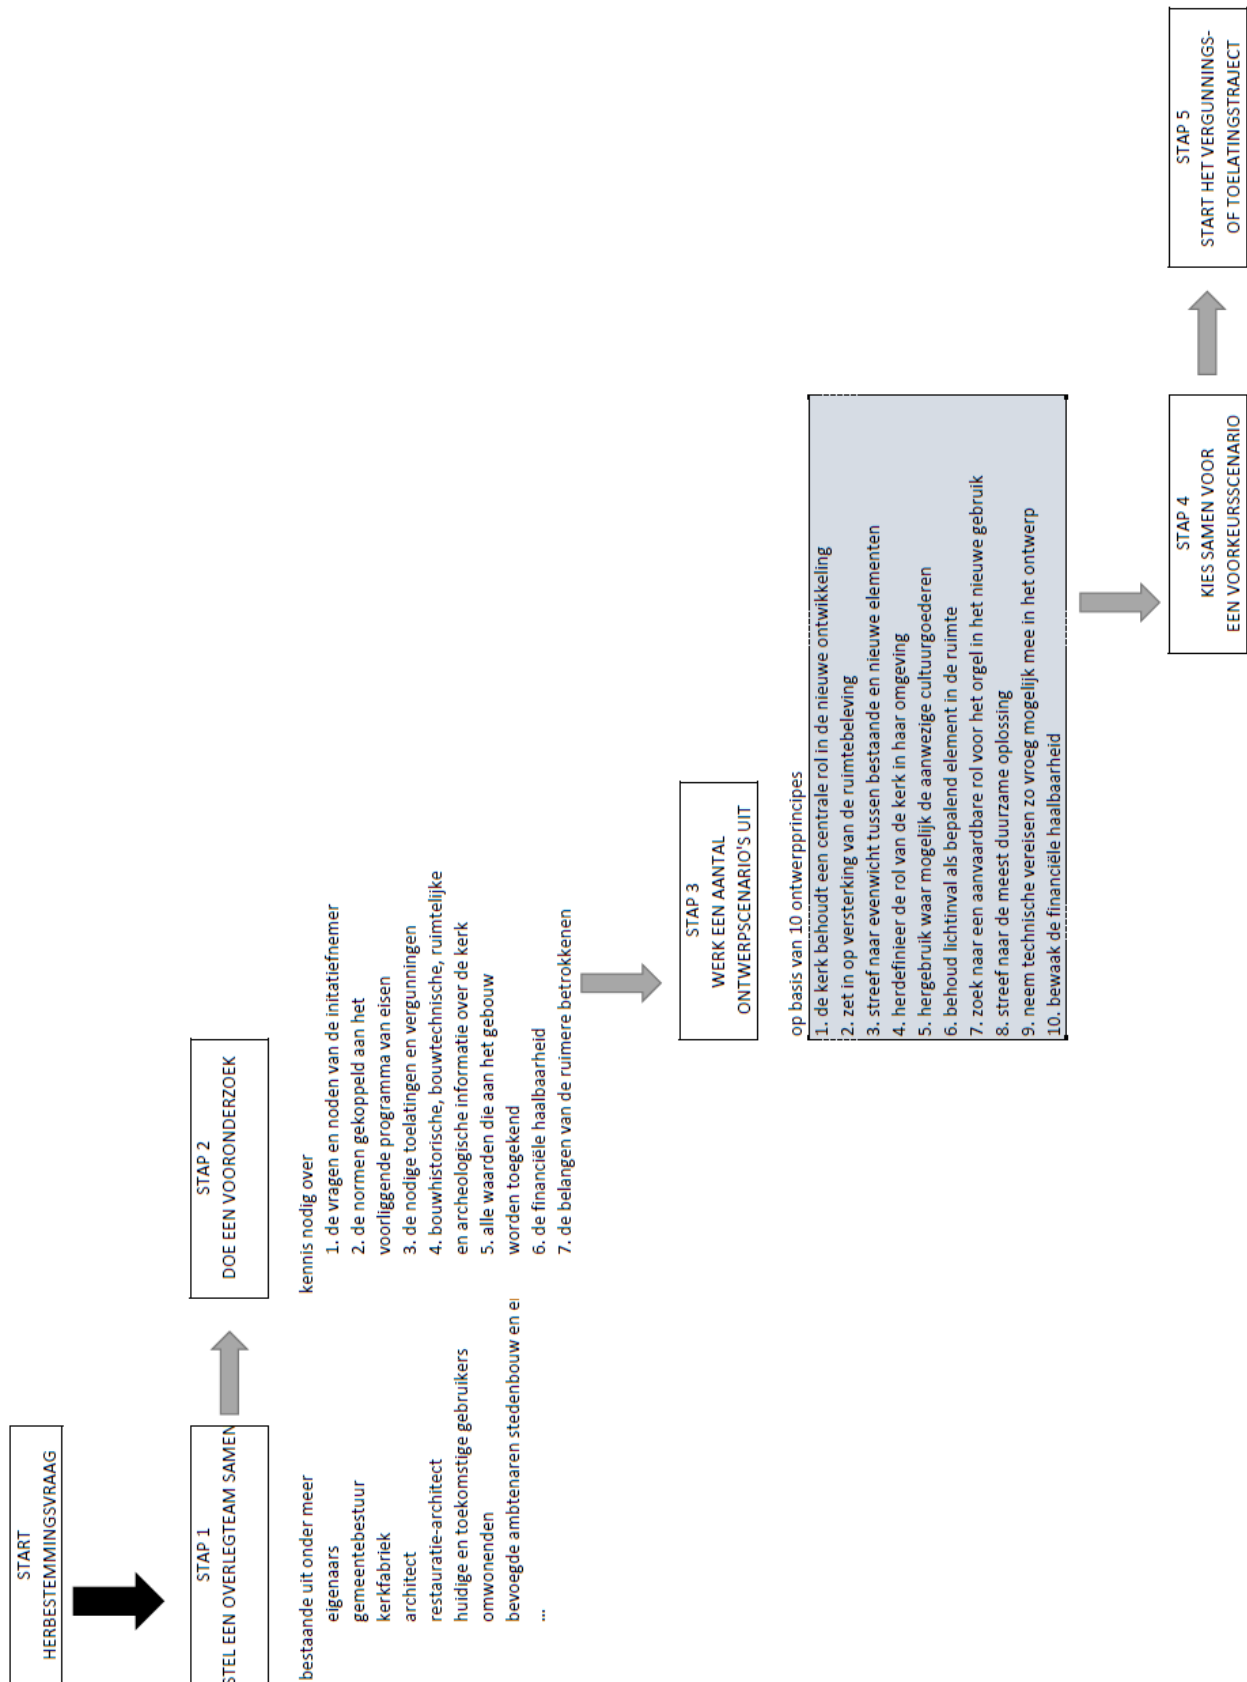 START
HERBESTEMMINGSVRAAG
STAP 1
STEL EEN OVERLEGTEAM SAMEN
bestaande uit onder meer
eigenaars
gemeentebestuur
kerkfabriek
architect
restauratie-architect
huidige en toekomstige gebruikers
omwonenden
bevoegde ambtenaren stedenbouw en
...
STAP 2
DOE EEN VOORONDERZOEK
kennis nodig over
1. de vragen en noden van de initatiefnemer
2. de normen gekoppeld aan het
voorliggende programma van eisen
3. de nodige toelatingen en vergunningen
4. bouwhistorische, bouwtechnische, ruimtelijke
en archeologische informatie over de kerk
5. alle waarden die aan het gebouw
worden toegekend
6. de financiële haalbaarheid
7. de belangen van de ruimere betrokkenen
STAP 3
WERK EEN AANTAL
ONTWERPSCENARIO'S UIT
op basis van 10 ontwerpprincipes
1. de kerk behoudt een centrale rol in de nieuwe ontwikkeling
2. zet in op versterking van de ruimtebeleving
3. streef naar evenwicht tussen bestaande en nieuwe elementen
4. herdefinieer de rol van de kerk in haar omgeving
5. hergebruik waar mogelijk de aanwezige cultuurgoederen
6. behoud lichtinval als bepalend element in de ruimte
7. zoek naar een aanvaardbare rol voor het orgel in het nieuwe gebruik
8. streef naar de meest duurzame oplossing
9. neem technische vereisen zo vroeg mogelijk mee in het ontwerp
10. bewaak de financiële haalbaarheid
STAP 4
KIES SAMEN VOOR
EEN VOORKEURSSCENARIO
STAP 5
START HET VERGUNNINGS-
OF TOELATINGSTRAJECT